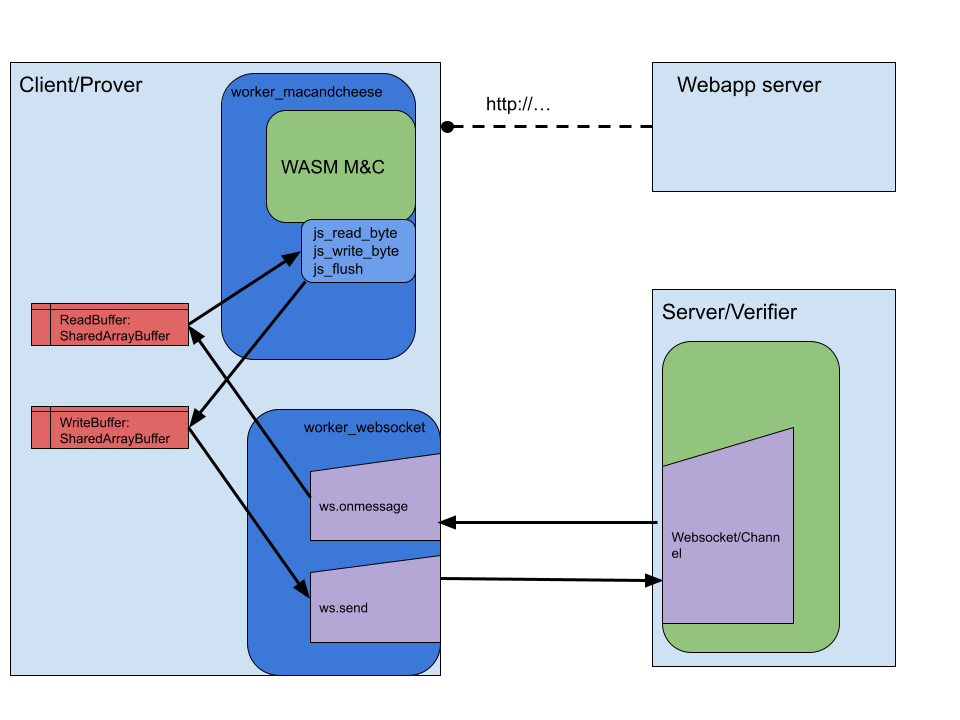 Client/Prover
worker_macandcheese
WASM M&C
js_read_byte
js_write_byte
js_flush
ReadBuffer:
SharedArrayBuffer
WriteBuffer:
SharedArrayBuffer
worker_websocket
ws.onmessage
ws.send
http://…
Webapp server
Server/Verifier
Websocket/Chann
el